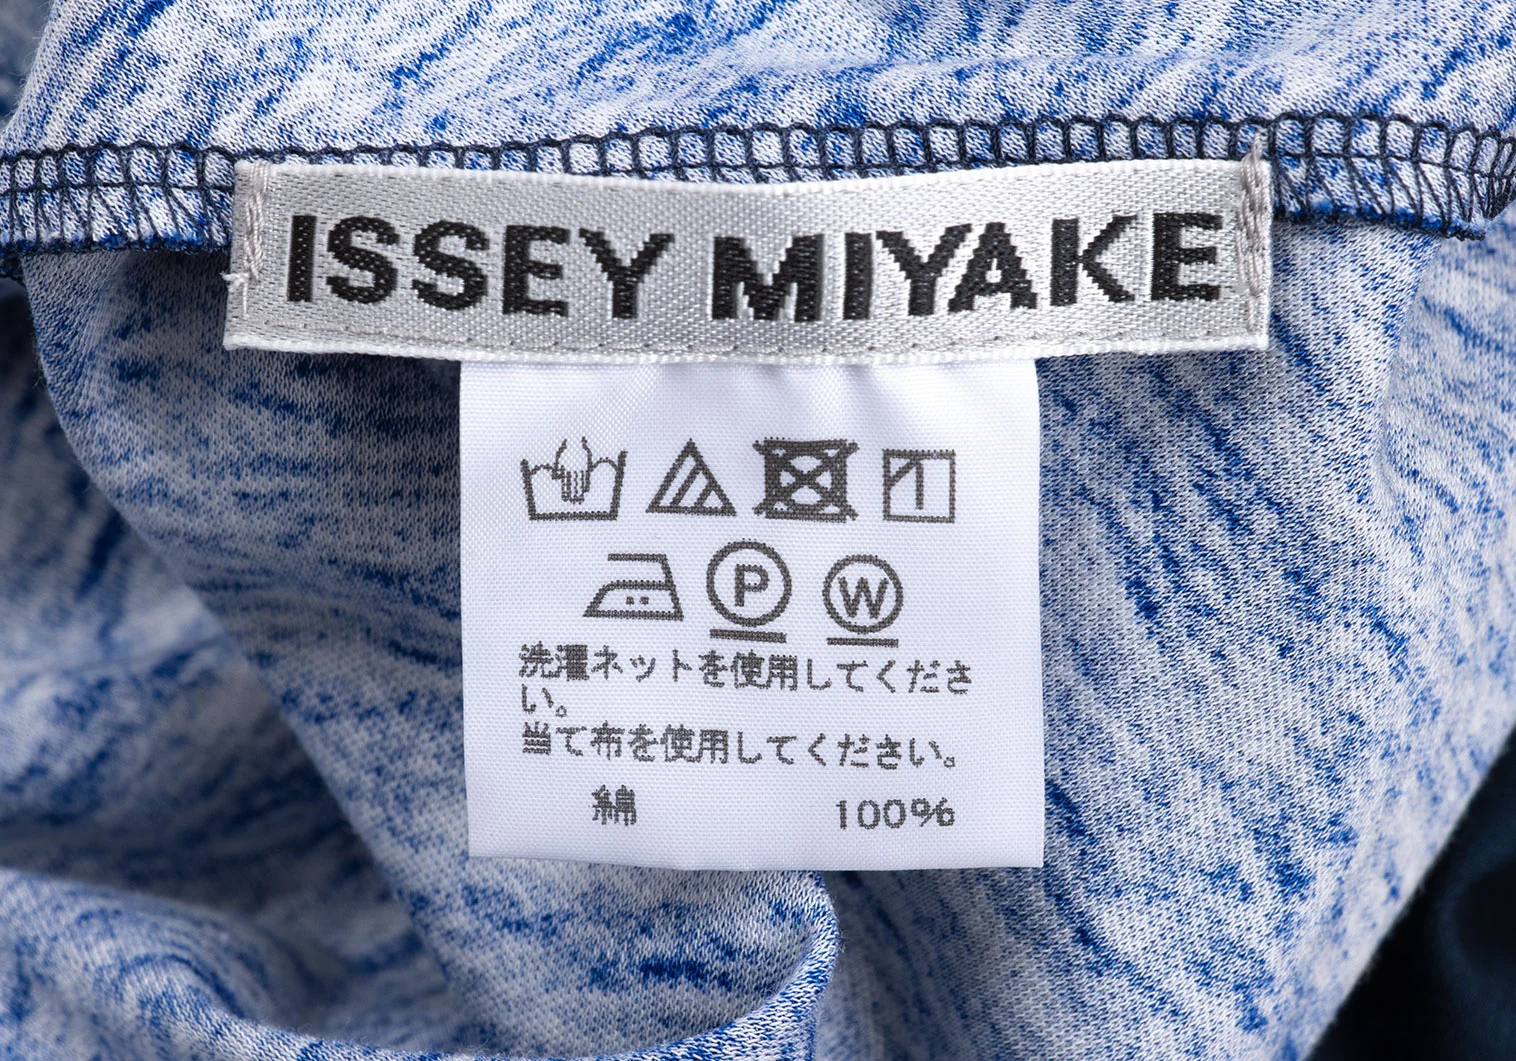 ISSEY MIYAKE
P W
洗濯ネットを使用してくださ
い。
当て布を使用してください。
綿 100%